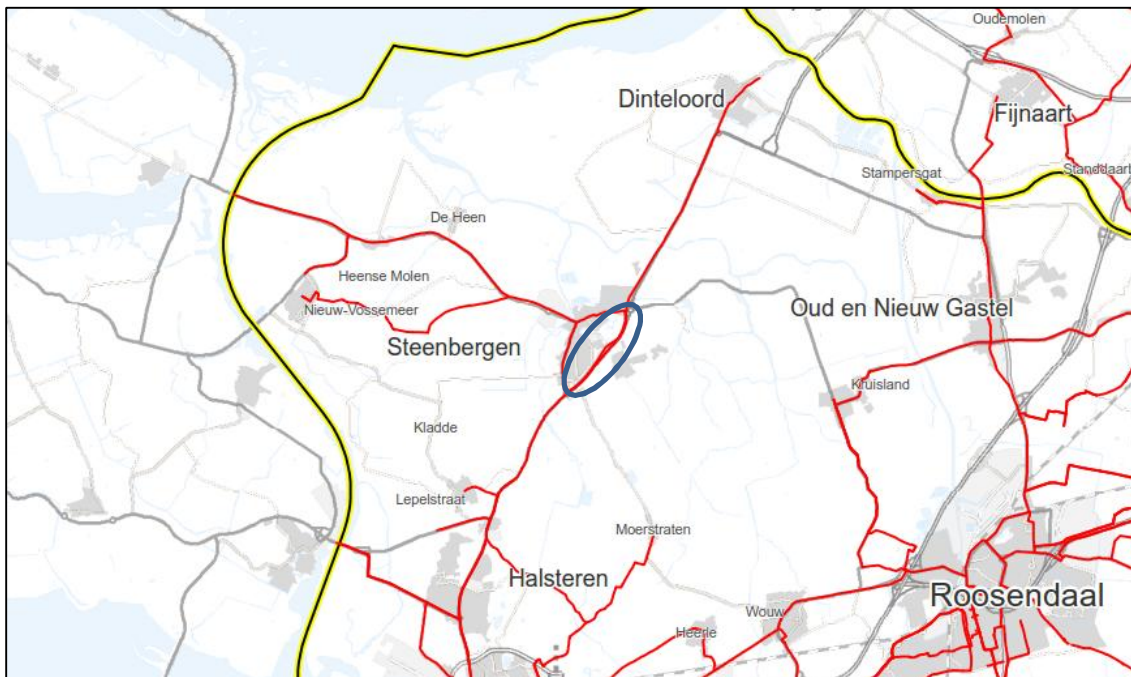 Oudemolen
Dinteloord
Fijnaart
Stampersgat
Standdaart
De Heen
Heense Molen
Nieuw-Vossemeer
Oud en Nieuw Gastel
Steenbergen
Kruisland
Kladde
Lepelstraat
Moerstraten
Halsteren
Roosendaal
Wouw
Heerle